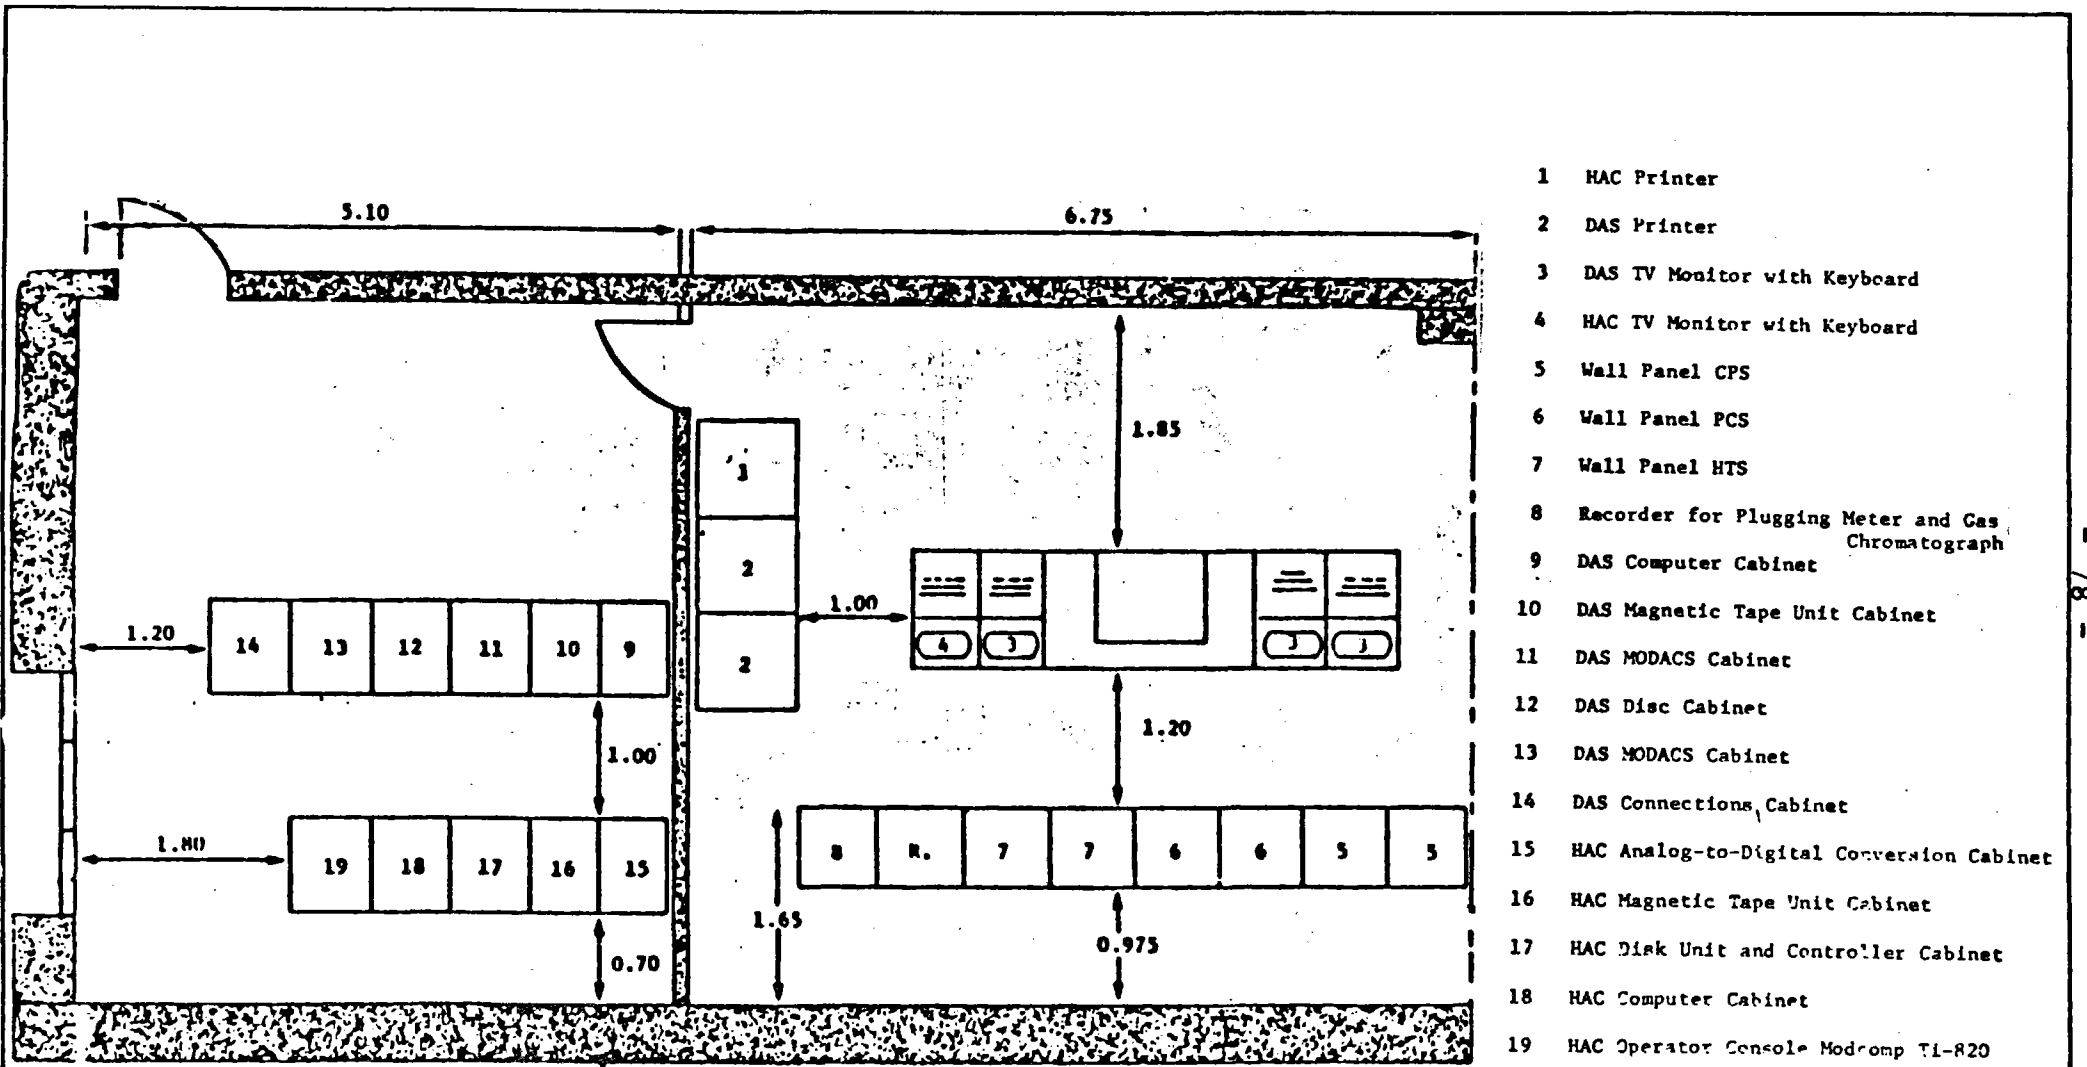 5.10
6.75
1.85
1
2
2
1.00
4
3
3
3
1.20
14
13
12
11
10
9
1.00
1.20
1.80
19
18
17
16
15
0.70
8
R.
7
7
6
6
5
5
1.65
0.975
1 HAC Printer
2 DAS Printer
3 DAS TV Monitor with Keyboard
4 HAC TV Monitor with Keyboard
5 Wall Panel CPS
6 Wall Panel PCS
7 Wall Panel HTS
8 Recorder for Plugging Meter and Gas
Chromatograph
9 DAS Computer Cabinet
10 DAS Magnetic Tape Unit Cabinet
11 DAS MODACS Cabinet
12 DAS Disc Cabinet
13 DAS MODACS Cabinet
14 DAS Connections Cabinet
15 HAC Analog-to-Digital Conversion Cabinet
16 HAC Magnetic Tape Unit Cabinet
17 HAC Disk Unit and Controller Cabinet
18 HAC Computer Cabinet
19 HAC Operator Console Modcomp Ti-820